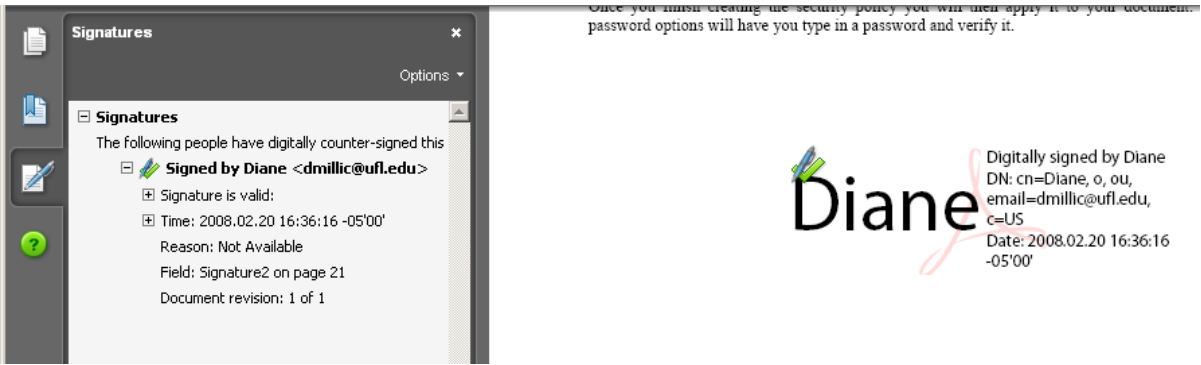 Signatures
Options
Signatures
The following people have digitally counter-signed this
Signed by Diane <dmillic@ufl.edu>
Signature is valid:
Time: 2008.02.20 16:36:16 -05'00'
Reason: Not Available
Field: Signature2 on page 21
Document revision: 1 of 1
Once you finish creating the security policy you will then apply it to your document.
password options will have you type in a password and verify it.
Diane
Digitally signed by Diane
DN: cn=Diane, o, ou,
email=dmillic@ufl.edu,
c=US
Date: 2008.02.20 16:36:16
-05'00'